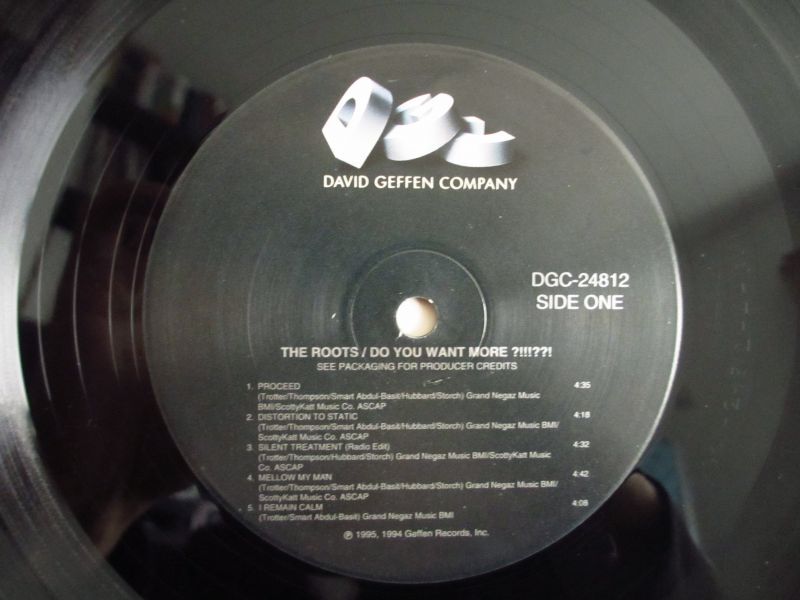 DGC
DAVID GEFFEN COMPANY
DGC-24812
SIDE ONE
THE ROOTS / DO YOU WANT MORE ?!!!??!
SEE PACKAGING FOR PRODUCER CREDITS
1. PROCEED 4:35
(Trotter/Thompson/Smart Abdul-Basit/Hubbard/Storch) Grand Negaz Music
BMI/ScottyKatt Music Co. ASCAP
2. DISTORTION TO STATIC 4:18
(Trotter/Thompson/Smart Abdul-Basit/Hubbard/Storch) Grand Negaz Music BMI/
ScottyKatt Music Co. ASCAP
3. SILENT TREATMENT (Radio Edit) 4:32
(Trotter/Thompson/Hubbard/Storch) Grand Negaz Music BMI/ScottyKatt Music
Co. ASCAP
4. MELLOW MY MAN 4:42
(Trotter/Thompson/Smart Abdul-Basit/Hubbard/Storch) Grand Negaz Music BMI/
ScottyKatt Music Co. ASCAP
5. I REMAIN CALM 4:08
(Trotter/Smart Abdul-Basit) Grand Negaz Music BMI
℗ 1995, 1994 Geffen Records, Inc.